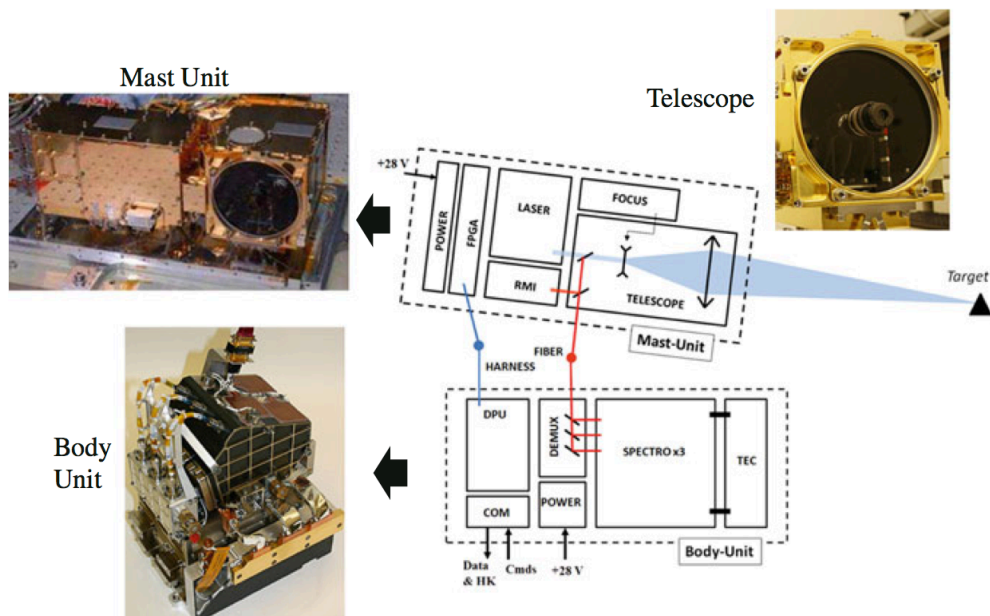 Mast Unit
Telescope
+28 V
POWER
FPGA
LASER
RMI
FOCUS
TELESCOPE
Target
Mast-Unit
FIBER
HARNESS
Body
Unit
DPU
DEMUX
SPECTRO x3
TEC
COM
POWER
Body-Unit
Data
& HK
Cmds
+28 V